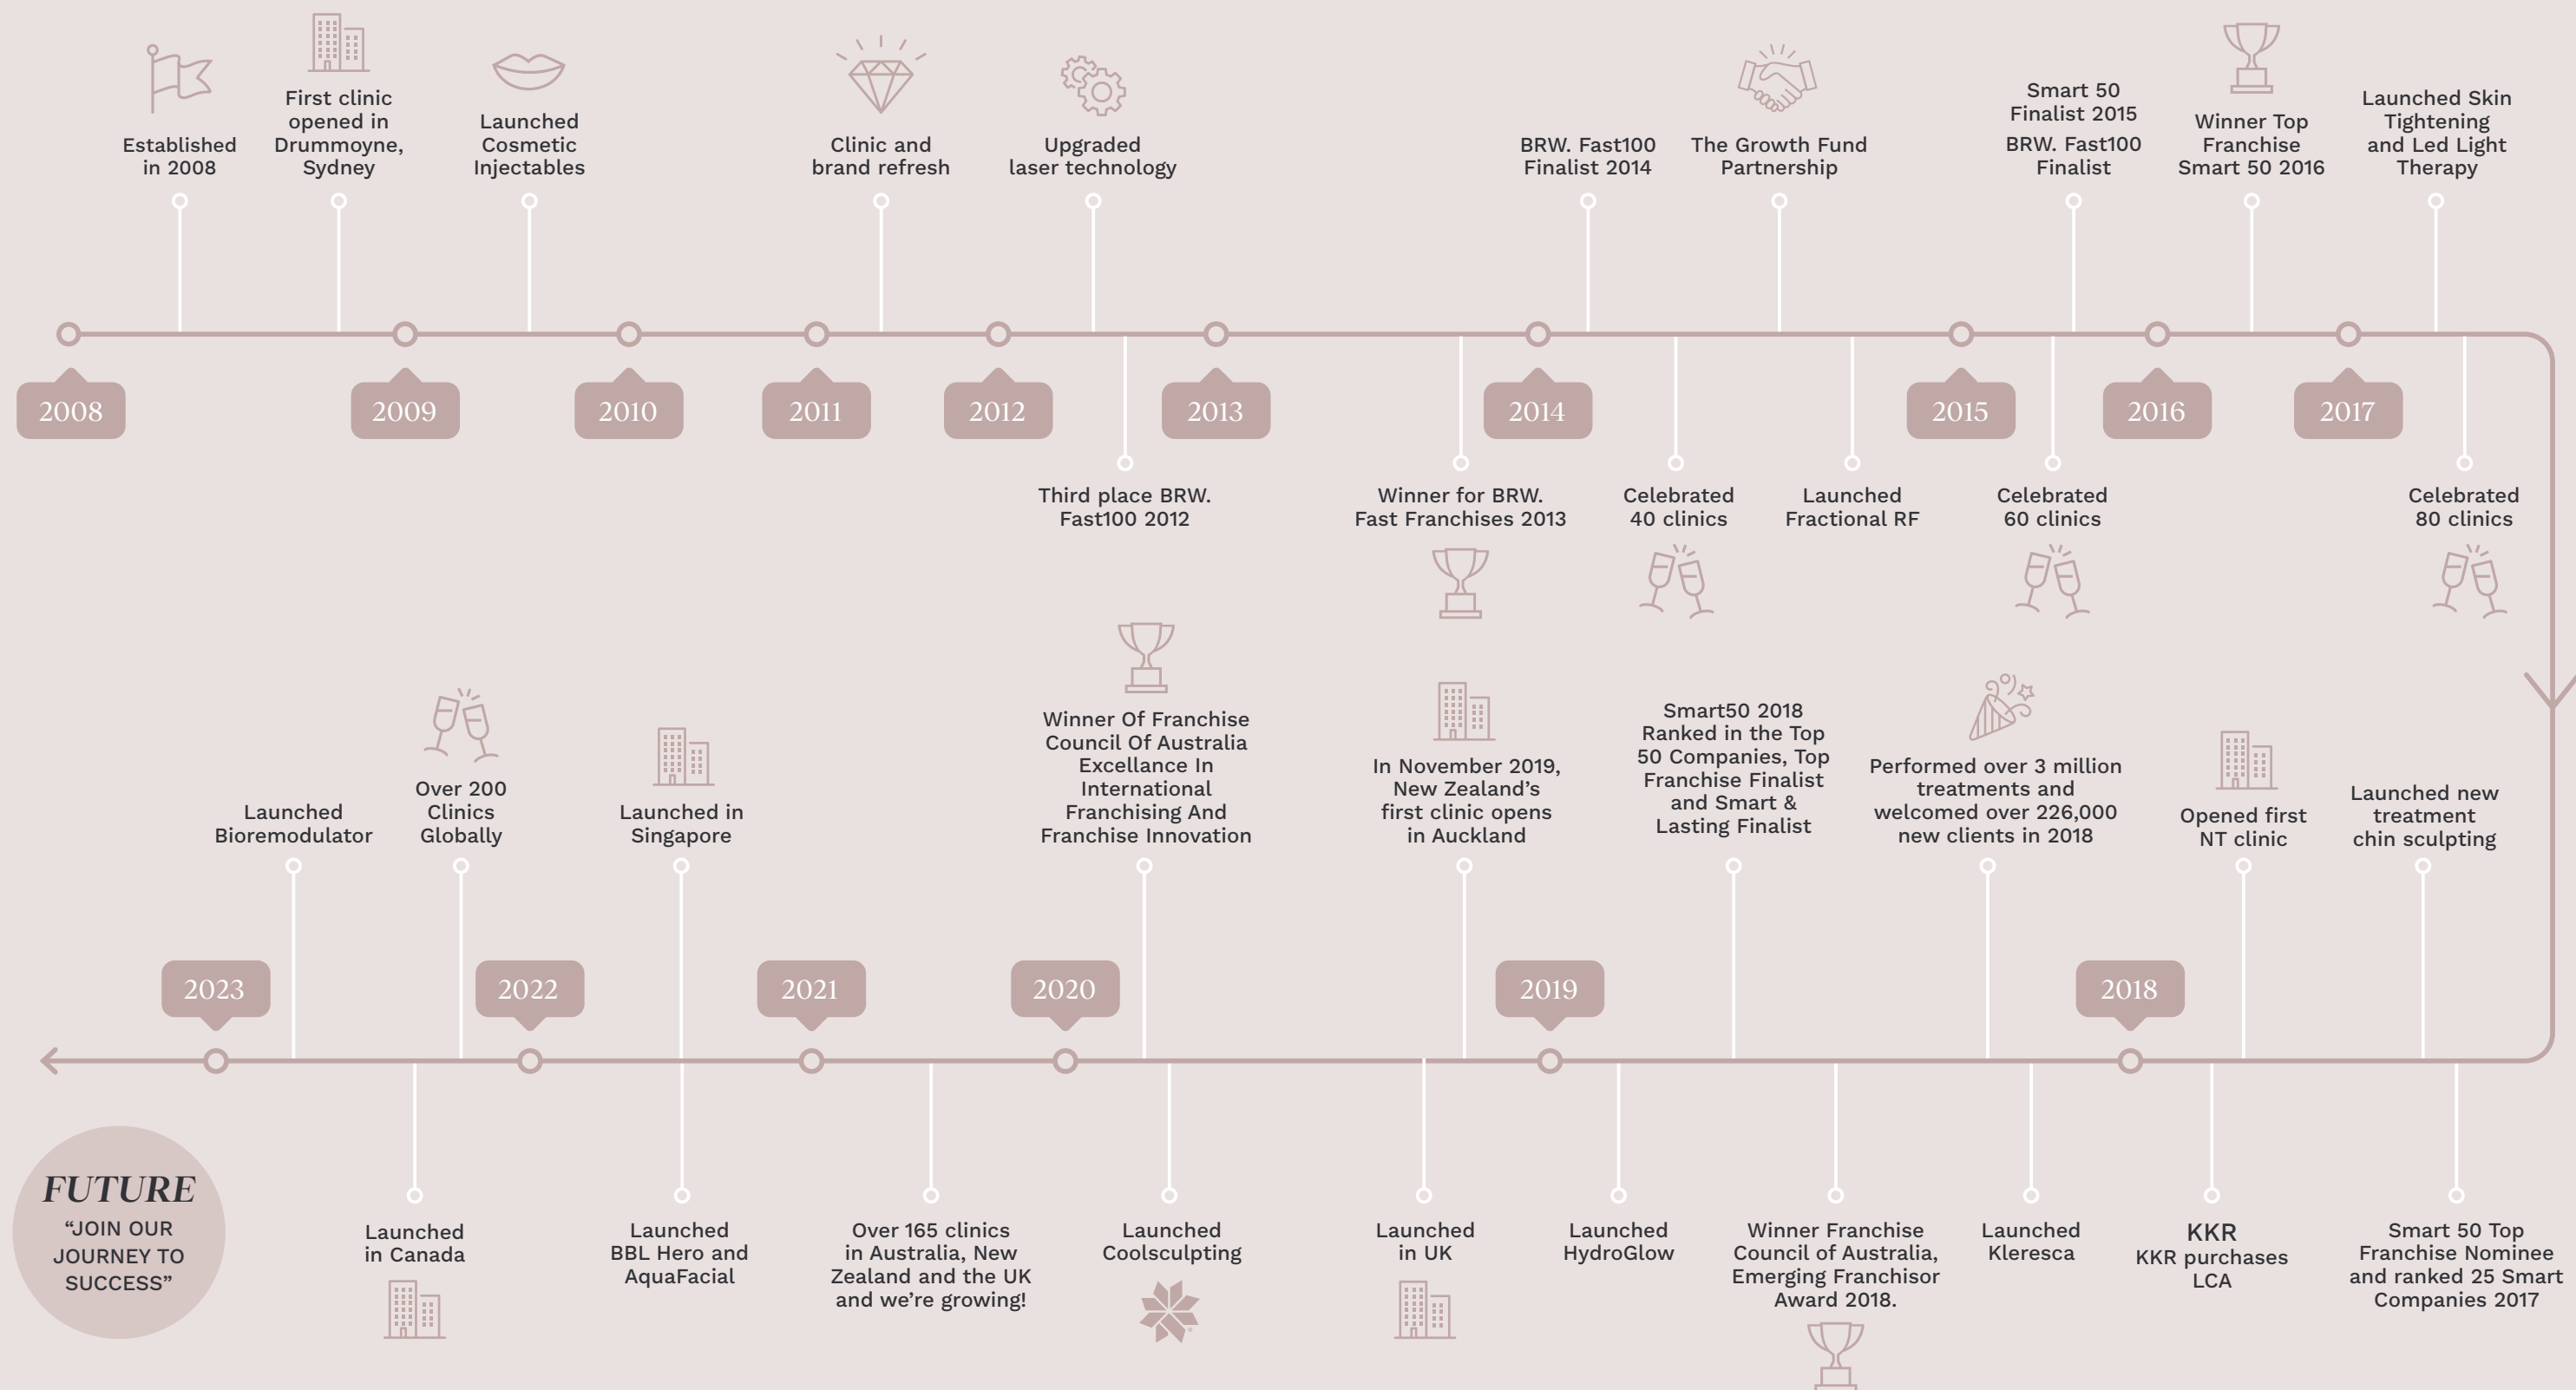 Established
in 2008
First clinic
opened in
Drummoyne,
Sydney
Launched
Cosmetic
Injectables
Clinic and
brand refresh
Upgraded
laser technology
BRW. Fast100
Finalist 2014
The Growth Fund
Partnership
Smart 50
Finalist 2015
BRW. Fast100
Finalist
Winner Top
Franchise
Smart 50 2016
Launched Skin
Tightening
and Led Light
Therapy
2008
2009
2010
2011
2012
2013
2014
2015
2016
2017
Third place BRW.
Fast100 2012
Winner for BRW.
Fast Franchises 2013
Celebrated
40 clinics
Launched
Fractional RF
Celebrated
60 clinics
Celebrated
80 clinics
Launched
Bioremodulator
Over 200
Clinics
Globally
Launched in
Singapore
Winner Of Franchise
Council Of Australia
Excellence In
International
Franchising And
Franchise Innovation
In November 2019,
New Zealand’s
first clinic opens
in Auckland
Smart50 2018
Ranked in the Top
50 Companies, Top
Franchise Finalist
and Smart &
Lasting Finalist
Performed over 3 million
treatments and
welcomed over 226,000
new clients in 2018
Opened first
NT clinic
Launched new
treatment
chin sculpting
2023
2022
2021
2020
2019
2018
FUTURE
“JOIN OUR
JOURNEY TO
SUCCESS”
Launched
in Canada
Launched
BBL Hero and
AquaFacial
Over 165 clinics
in Australia, New
Zealand and the UK
and we’re growing!
Launched
Coolsculpting
Launched
in UK
Launched
HydroGlow
Winner Franchise
Council of Australia,
Emerging Franchisor
Award 2018.
Launched
Kleresca
KKR
KKR purchases
LCA
Smart 50 Top
Franchise Nominee
and ranked 25 Smart
Companies 2017